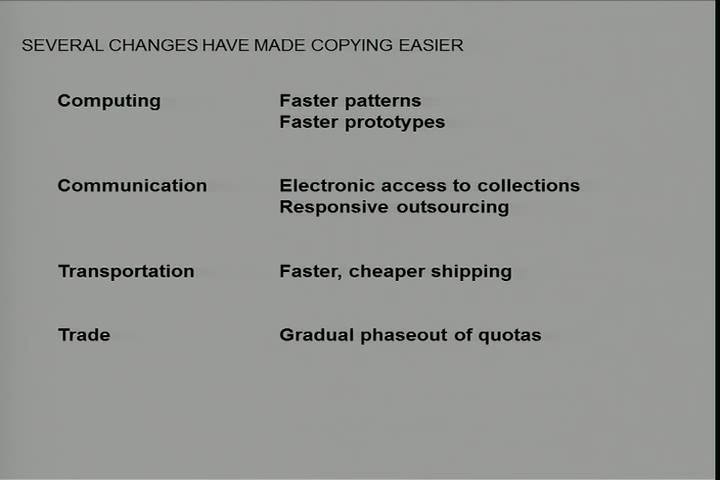 SEVERAL CHANGES HAVE MADE COPYING EASIER
Computing Faster patterns
Faster prototypes
Communication Electronic access to collections
Responsive outsourcing
Transportation Faster, cheaper shipping
Trade Gradual phaseout of quotas